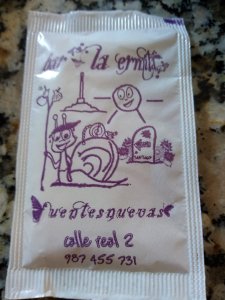 bar la ermita
fuentesnuevas
calle real 2
987 455 731